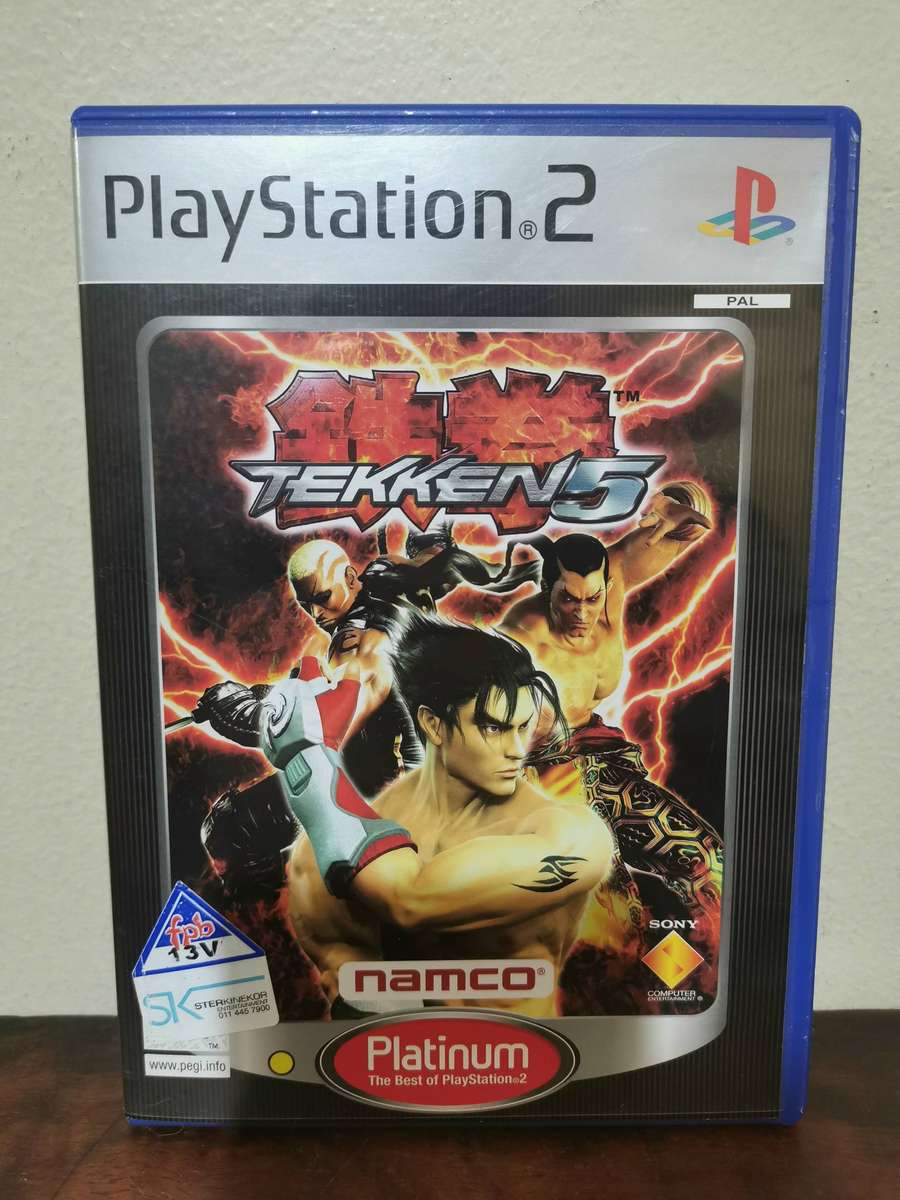 PlayStation®2
PAL
鉄拳™
TEKKEN 5
fpb
13V
SK STERKINEKOR
ENTERTAINMENT
011 445 7900
TM
www.pegi.info
namco®
SONY
COMPUTER
ENTERTAINMENT®
Platinum
The Best of PlayStation®2